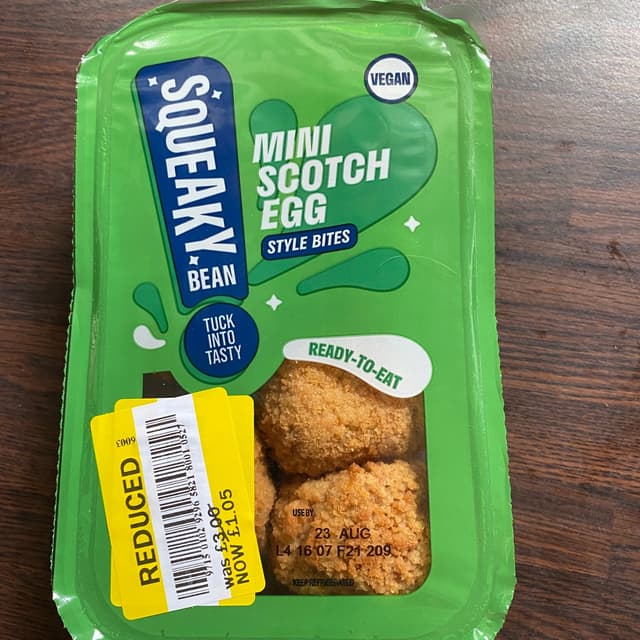 VEGAN
SQUEAKY
BEAN
MINI
SCOTCH
EGG
STYLE BITES
TUCK
INTO
TASTY
READY-TO-EAT
REDUCED
was £3.00
NOW £1.05
USE BY
23 AUG
L4 16 07 F21 209
KEEP REFRIGERATED